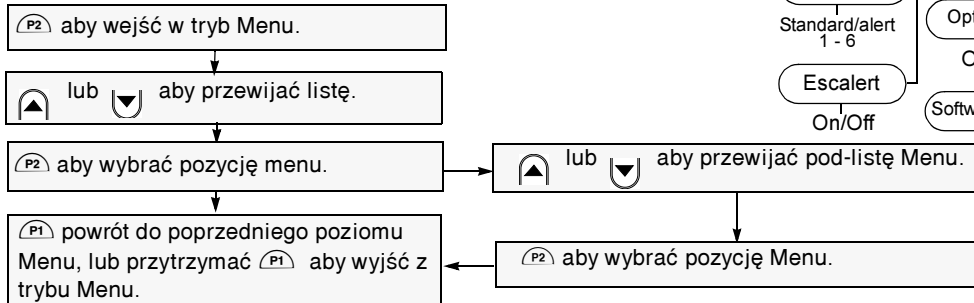 P2 aby wejść w tryb Menu.
lub aby przewijać listę.
P2 aby wybrać pozycję menu.
P1 powrót do poprzedniego poziomu
Menu, lub przytrzymać P1 aby wyjść z
trybu Menu.
lub aby przewijać pod-listę Menu.
P2 aby wybrać pozycję Menu.
Standard/alert
1 - 6
Escalert
On/Off